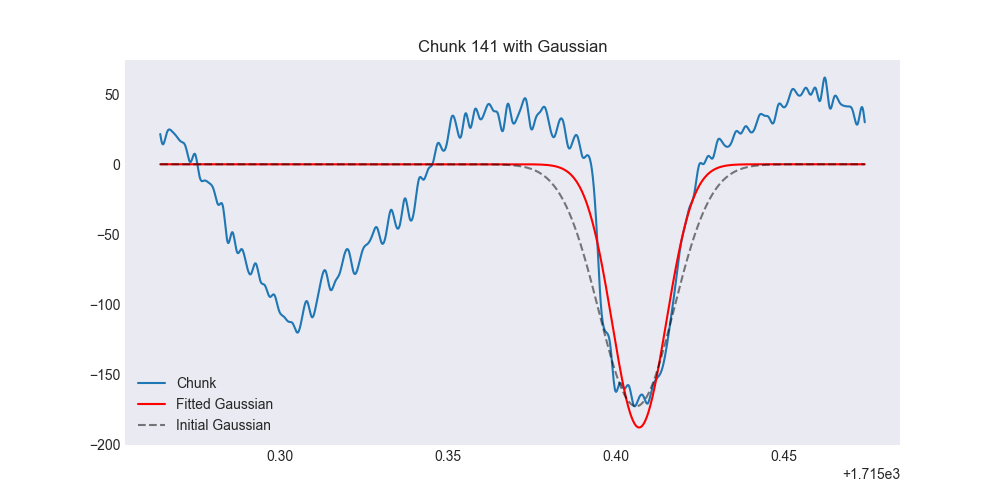 Chunk 141 with Gaussian
50
0
−50
−100
−150
−200
Chunk
Fitted Gaussian
Initial Gaussian
0.30 0.35 0.40 0.45
+1.715e3